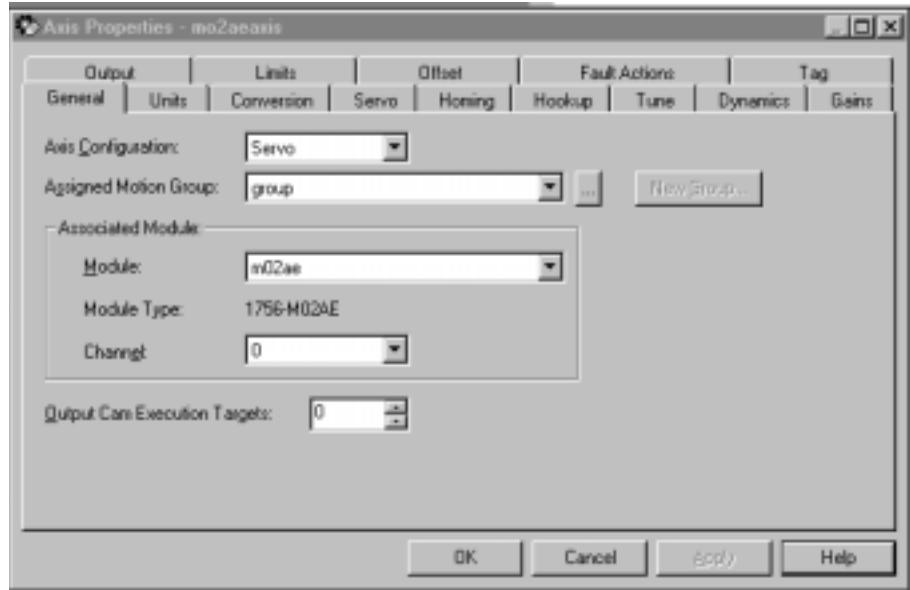 Axis Properties - mo2aeaxis
Output Limits Offset Fault Actions Tag
General Units Conversion Servo Homing Hookup Tune Dynamics Gains
Axis Configuration: Servo
Assigned Motion Group: group ... New Group...
Associated Module:
Module: m02ae
Module Type: 1756-M02AE
Channel: 0
Output Cam Execution Targets: 0
OK Cancel Apply Help